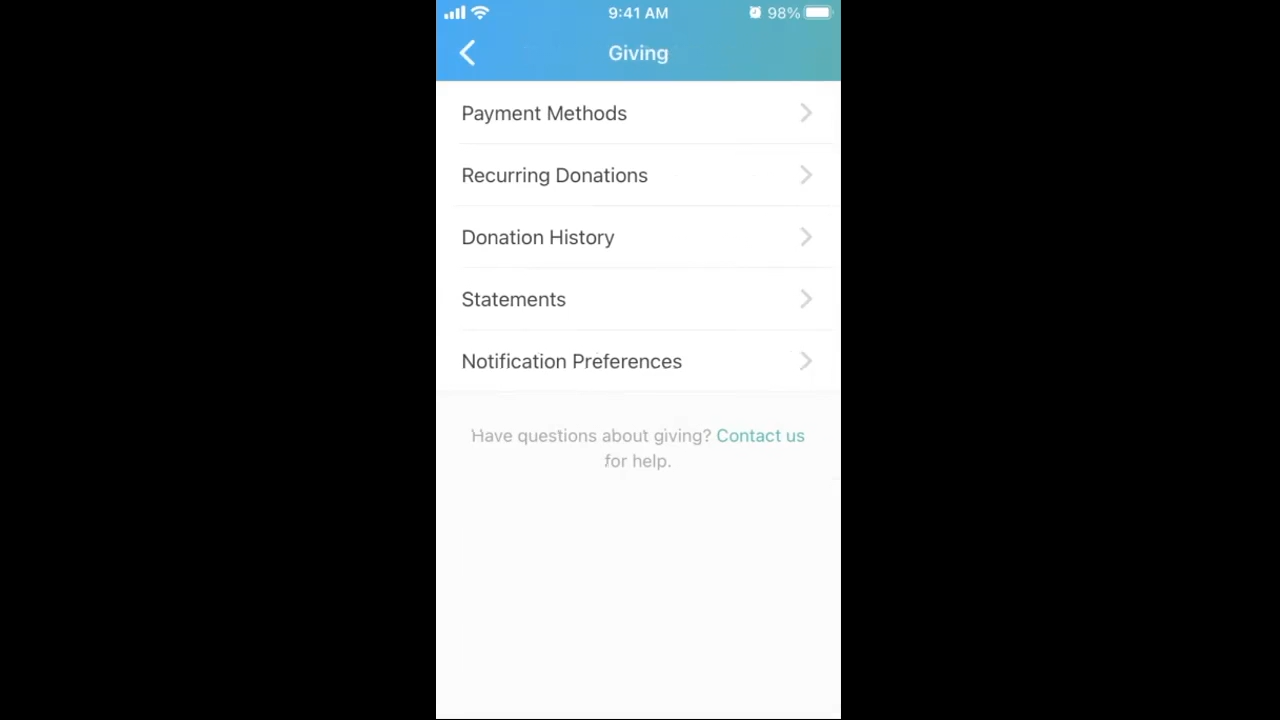 9:41 AM
98%
Giving
Payment Methods
Recurring Donations
Donation History
Statements
Notification Preferences
Have questions about giving? Contact us
for help.